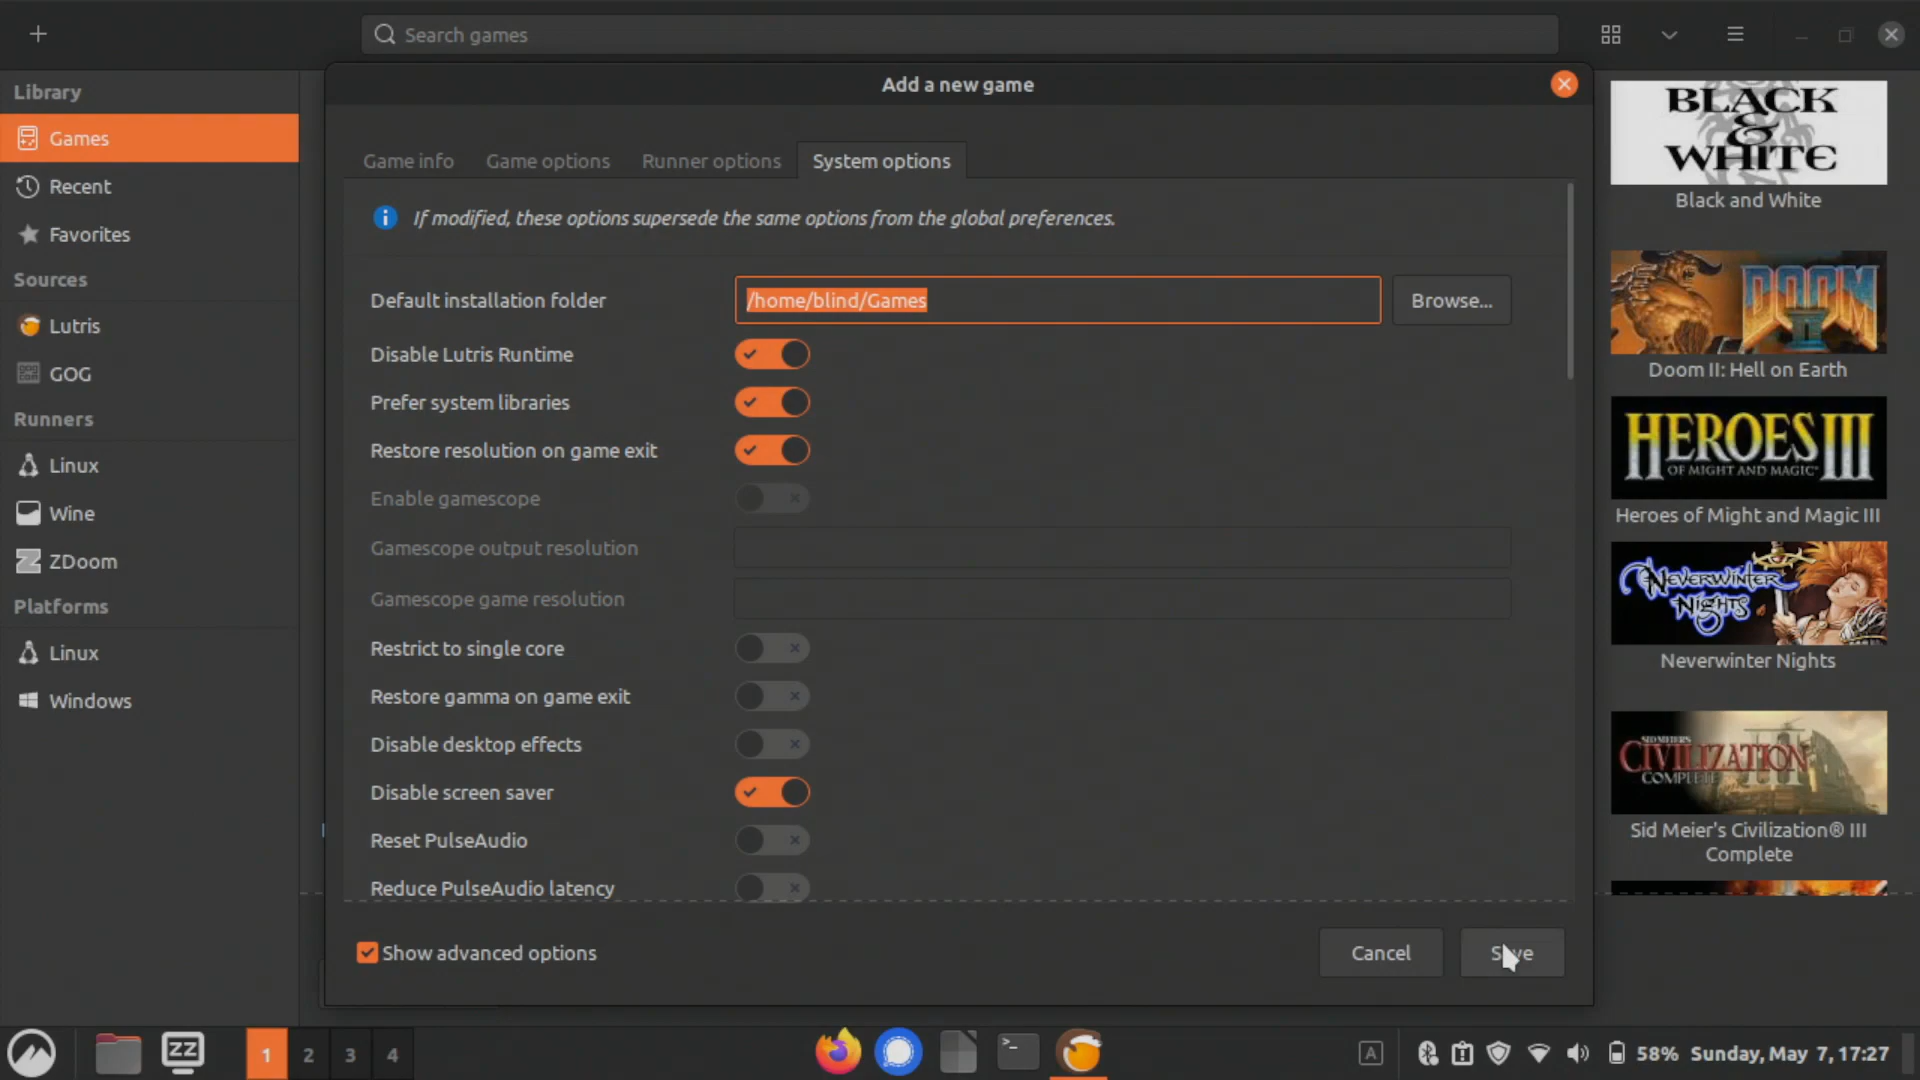 Search games
Library
Games
Recent
Favorites
Sources
Lutris
GOG
Runners
Linux
Wine
ZDoom
Platforms
Linux
Windows
Add a new game
Game info
Game options
Runner options
System options
If modified, these options supersede the same options from the global preferences.
Default installation folder
/home/blind/Games
Browse...
Disable Lutris Runtime
Prefer system libraries
Restore resolution on game exit
Enable gamescope
Gamescope output resolution
Gamescope game resolution
Restrict to single core
Restore gamma on game exit
Disable desktop effects
Disable screen saver
Reset PulseAudio
Reduce PulseAudio latency
Show advanced options
Cancel
Save
BLACK
&
WHITE
Black and White
DOOM
II
Doom II: Hell on Earth
HEROES III
OF MIGHT AND MAGIC
Heroes of Might and Magic III
NEVERWINTER
NIGHTS
Neverwinter Nights
SID MEIER'S
CIVILIZATION III
COMPLETE
Sid Meier's Civilization® III
Complete
ZZ
1 2 3 4
A
58% Sunday, May 7, 17:27